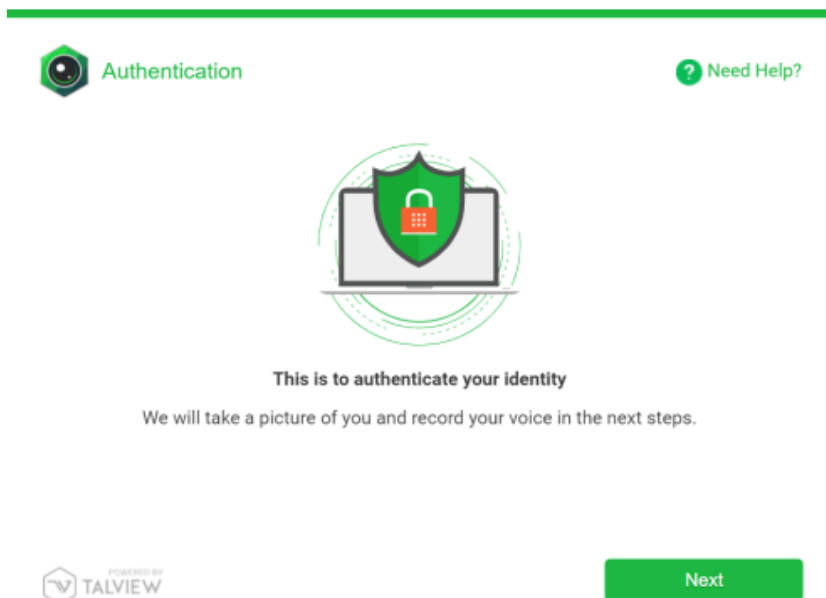 Authentication
? Need Help?
This is to authenticate your identity
We will take a picture of you and record your voice in the next steps.
POWERED BY
TALVIEW
Next